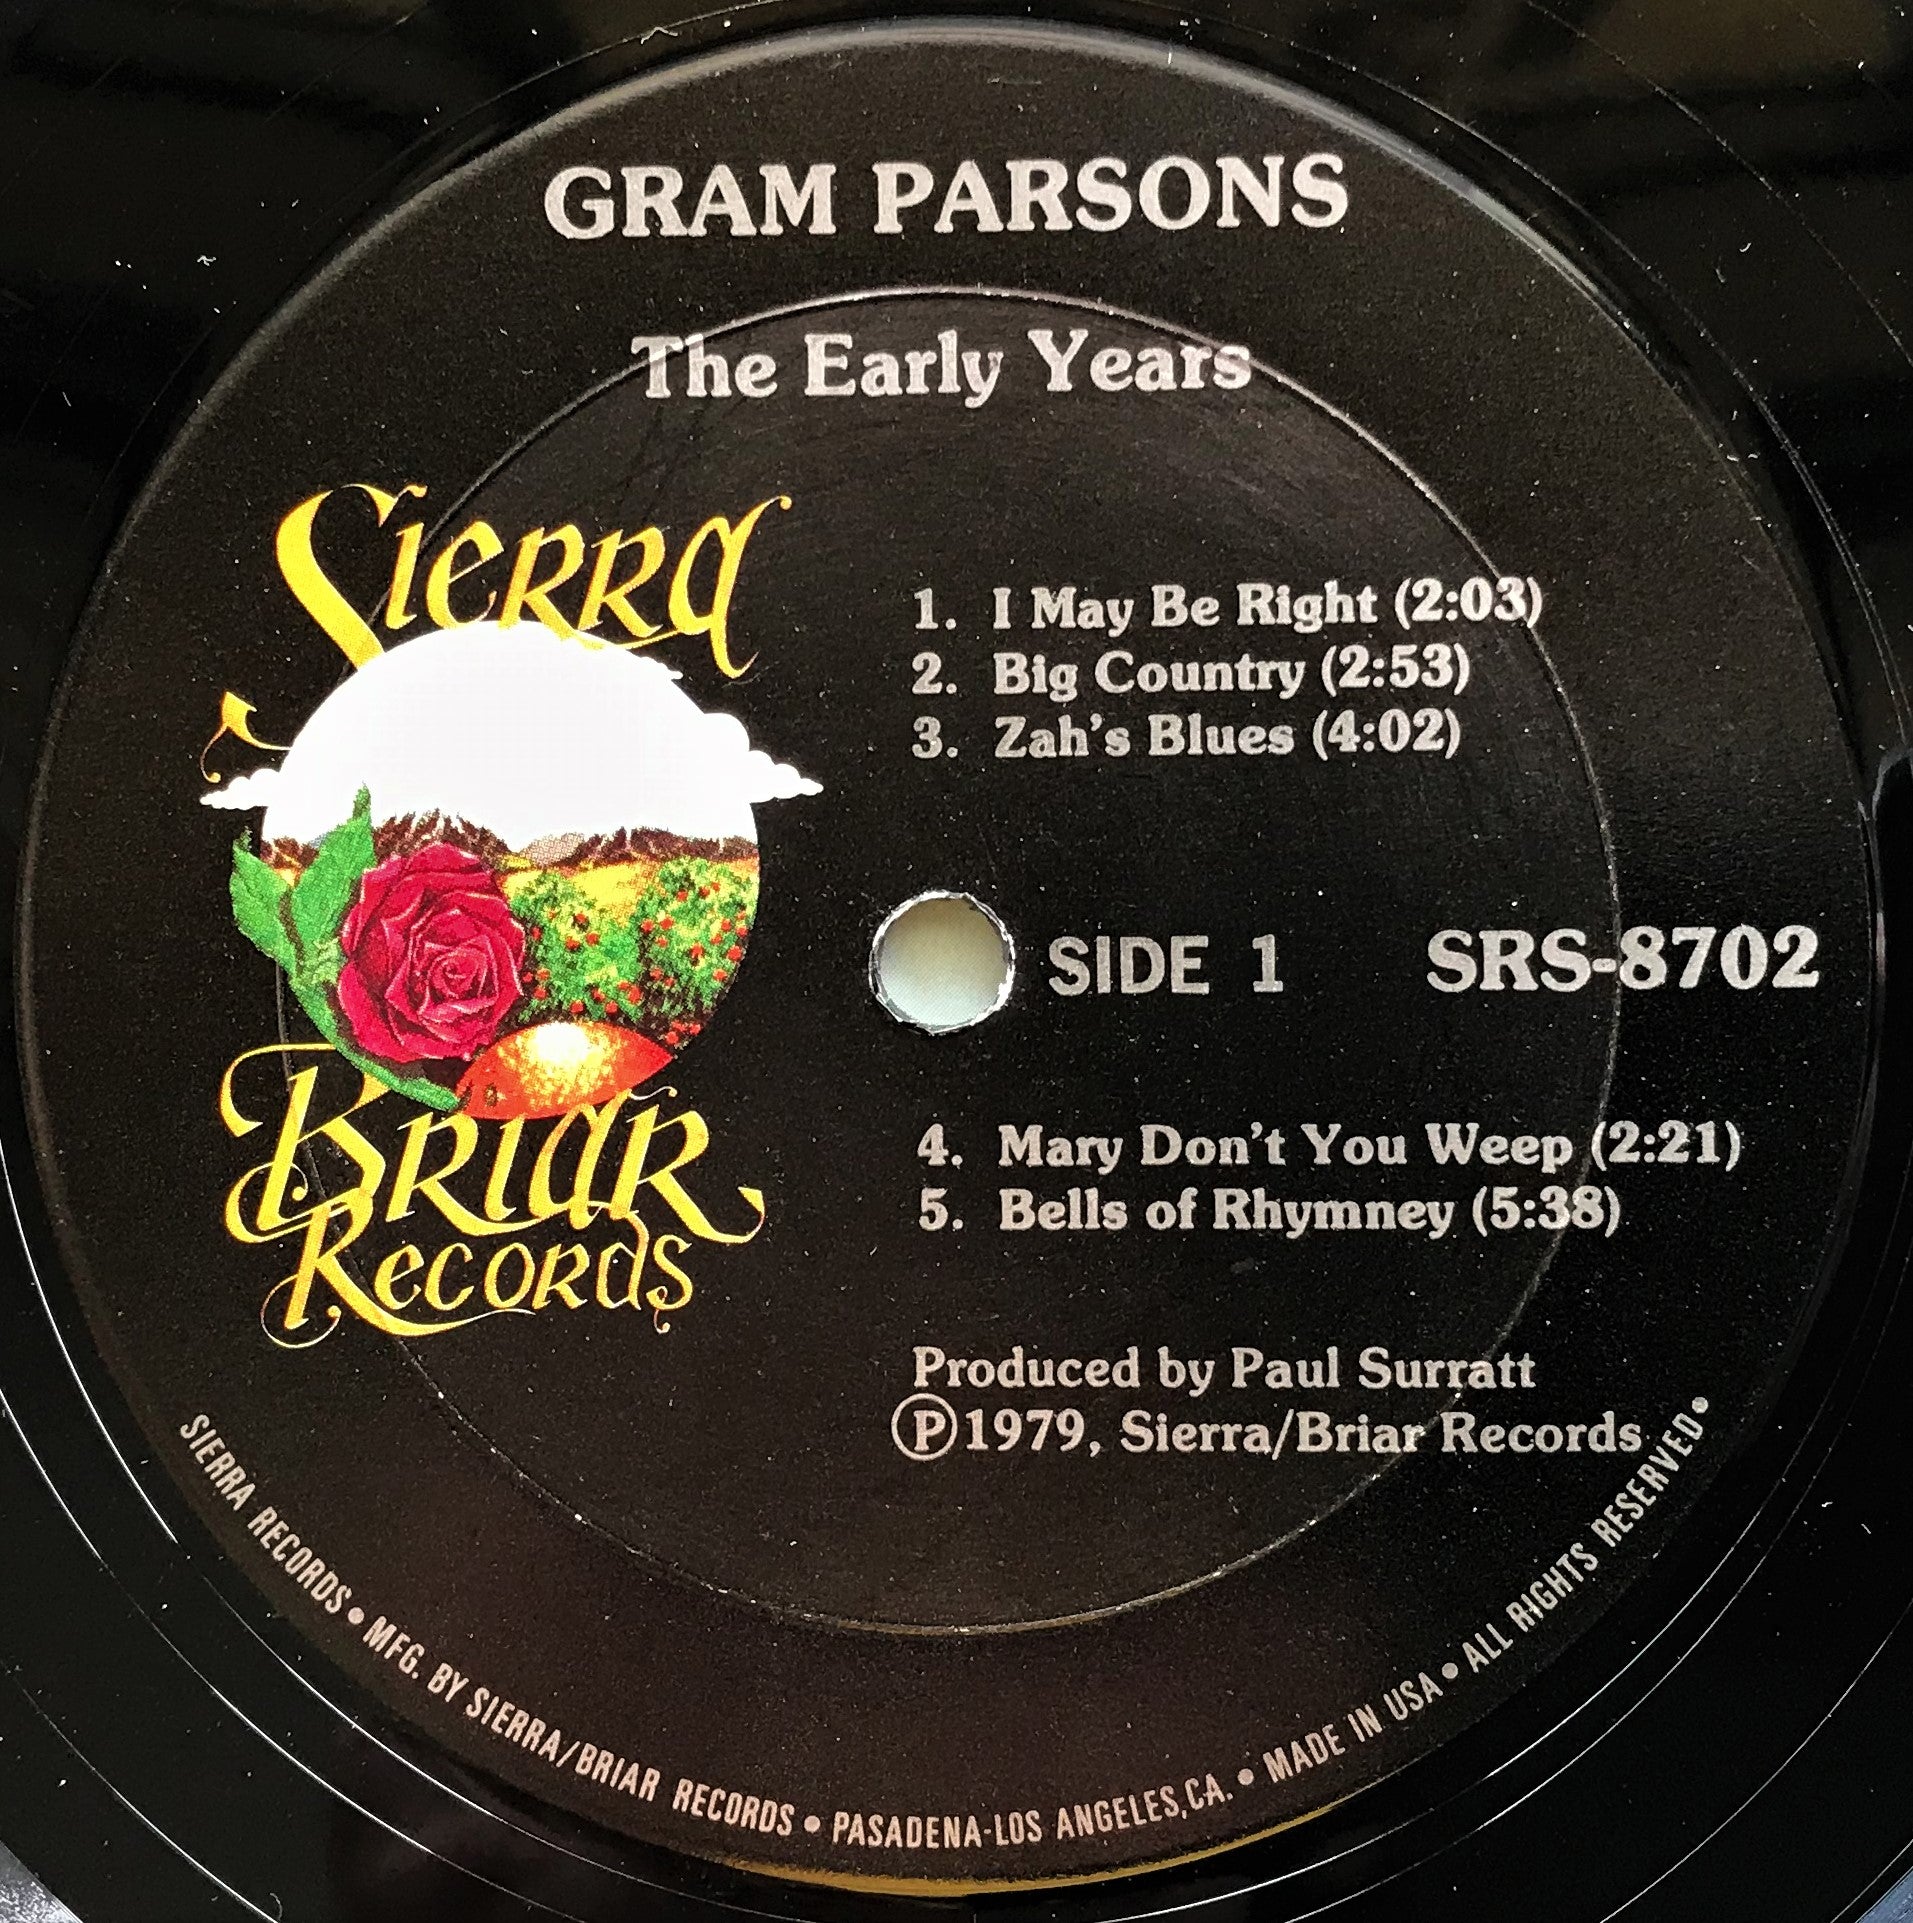 GRAM PARSONS
The Early Years
Sierra
Briar
Records
1. I May Be Right (2:03)
2. Big Country (2:53)
3. Zah's Blues (4:02)
SIDE 1 SRS-8702
4. Mary Don't You Weep (2:21)
5. Bells of Rhymney (5:38)
Produced by Paul Surratt
Ⓟ1979, Sierra/Briar Records
SIERRA RECORDS • MFG. BY SIERRA/BRIAR RECORDS • PASADENA-LOS ANGELES, CA. • MADE IN USA • ALL RIGHTS RESERVED •